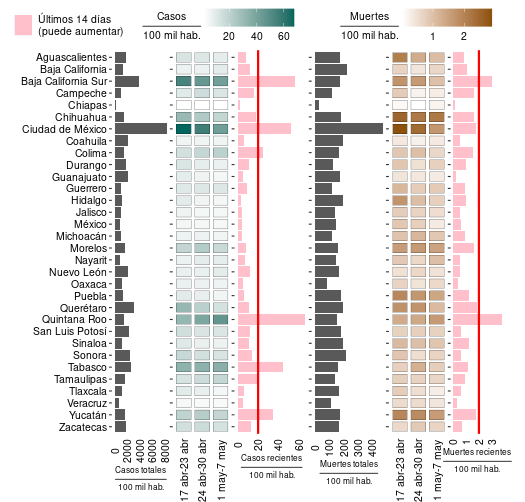 Últimos 14 días
(puede aumentar)
Casos
100 mil hab.
20 40 60
Muertes
100 mil hab.
1 2
Aguascalientes
Baja California
Baja California Sur
Campeche
Chiapas
Chihuahua
Ciudad de México
Coahuila
Colima
Durango
Guanajuato
Guerrero
Hidalgo
Jalisco
México
Michoacán
Morelos
Nayarit
Nuevo León
Oaxaca
Puebla
Querétaro
Quintana Roo
San Luis Potosí
Sinaloa
Sonora
Tabasco
Tamaulipas
Tlaxcala
Veracruz
Yucatán
Zacatecas
0 2000 4000 6000 8000
Casos totales
100 mil hab.
17 abr-23 abr
24 abr-30 abr
1 may-7 may
0 20 40 60
Casos recientes
100 mil hab.
0 100 200 300 400
Muertes totales
100 mil hab.
17 abr-23 abr
24 abr-30 abr
1 may-7 may
0 1 2 3
Muertes recientes
100 mil hab.